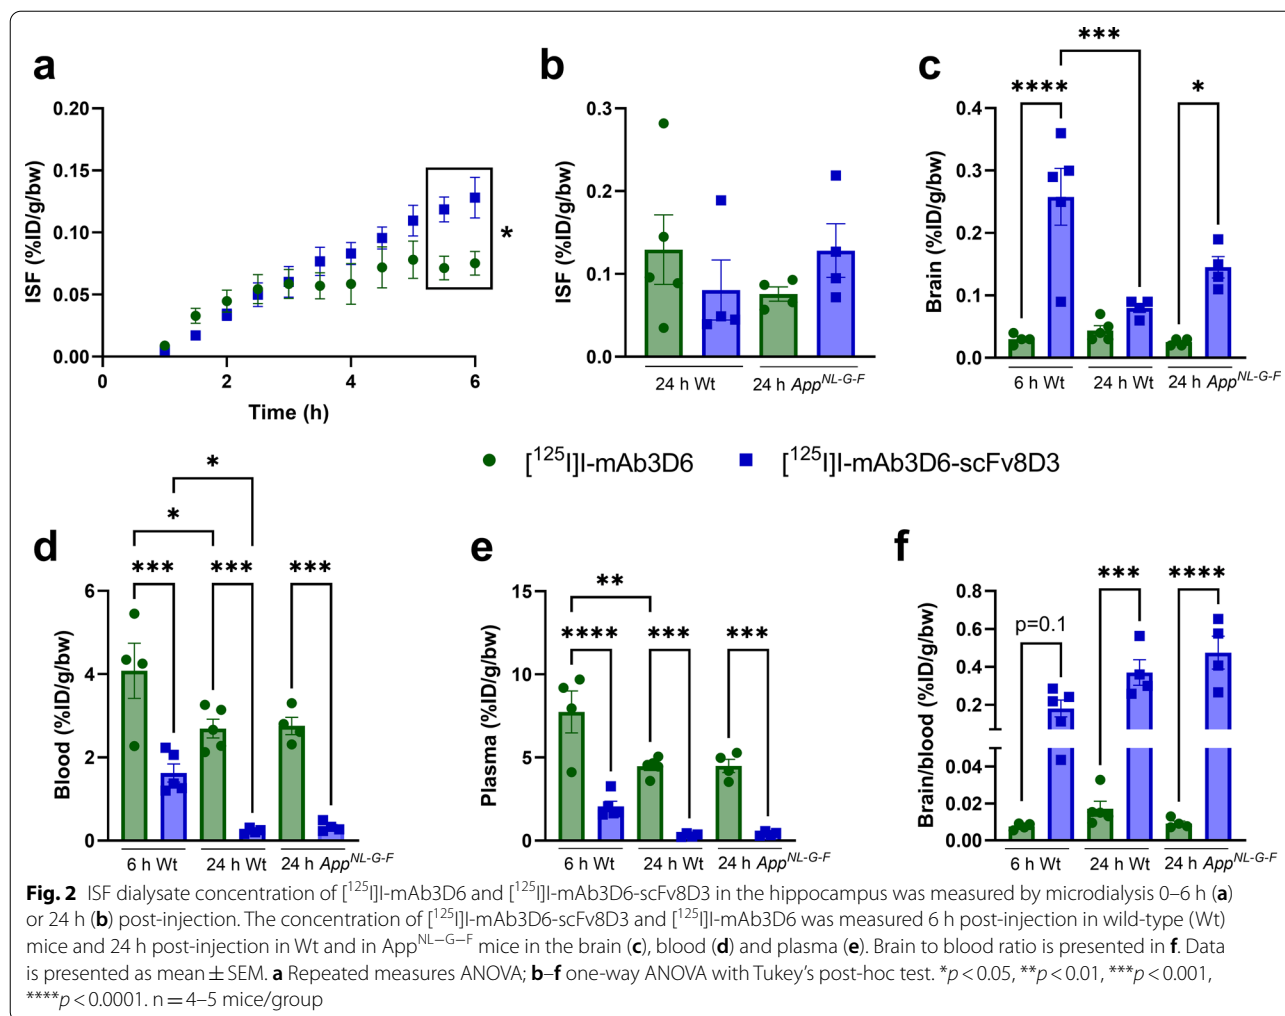 a
ISF (%ID/g/bw)
0.20
0.15
0.10
0.05
0.00
0
2
4
6
Time (h)
*
b
ISF (%ID/g/bw)
0.3
0.2
0.1
0.0
24 h Wt
24 h App^NL-G-F
c
Brain (%ID/g/bw)
0.4
0.3
0.2
0.1
0.0
***
****
*
6 h Wt
24 h Wt
24 h App^NL-G-F
[^125I]I-mAb3D6
[^125I]I-mAb3D6-scFv8D3
d
Blood (%ID/g/bw)
6
4
2
0
*
*
***
***
***
6 h Wt
24 h Wt
24 h App^NL-G-F
e
Plasma (%ID/g/bw)
15
10
5
0
**
****
***
***
6 h Wt
24 h Wt
24 h App^NL-G-F
f
Brain/blood (%ID/g/bw)
0.8
0.6
0.4
0.2
0.04
0.02
0.00
p=0.1
***
****
6 h Wt
24 h Wt
24 h App^NL-G-F
Fig. 2 ISF dialysate concentration of [^125I]I-mAb3D6 and [^125I]I-mAb3D6-scFv8D3 in the hippocampus was measured by microdialysis 0–6 h (a)
or 24 h (b) post-injection. The concentration of [^125I]I-mAb3D6-scFv8D3 and [^125I]I-mAb3D6 was measured 6 h post-injection in wild-type (Wt)
mice and 24 h post-injection in Wt and in App^NL−G−F mice in the brain (c), blood (d) and plasma (e). Brain to blood ratio is presented in f. Data
is presented as mean ± SEM. a Repeated measures ANOVA; b–f one-way ANOVA with Tukey's post-hoc test. *p < 0.05, **p < 0.01, ***p < 0.001,
****p < 0.0001. n = 4–5 mice/group